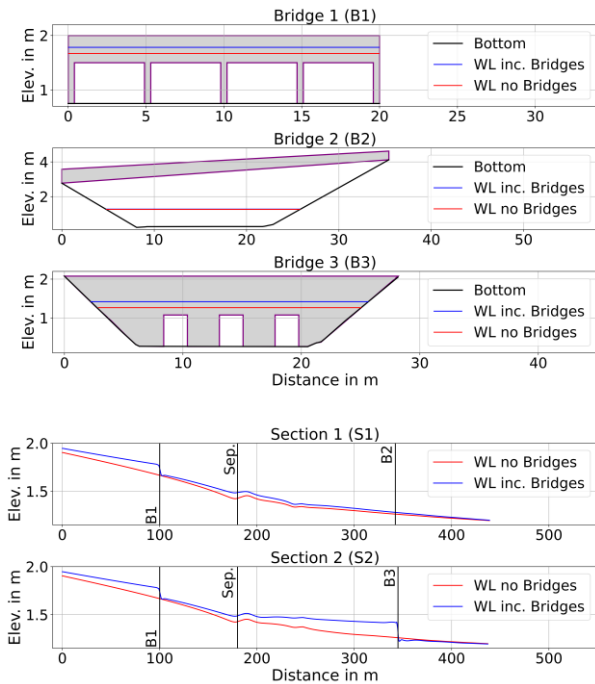 Bridge 1 (B1)
Elev. in m
2
1
Bottom
WL inc. Bridges
WL no Bridges
0 5 10 15 20 25 30
Bridge 2 (B2)
Elev. in m
4
2
Bottom
WL inc. Bridges
WL no Bridges
0 10 20 30 40 50
Bridge 3 (B3)
Elev. in m
2
1
Bottom
WL inc. Bridges
WL no Bridges
0 10 20 30 40
Distance in m
Section 1 (S1)
Elev. in m
2.0
1.5
B1
Sep.
B2
WL no Bridges
WL inc. Bridges
0 100 200 300 400 500
Section 2 (S2)
Elev. in m
2.0
1.5
B1
Sep.
B3
WL no Bridges
WL inc. Bridges
0 100 200 300 400 500
Distance in m